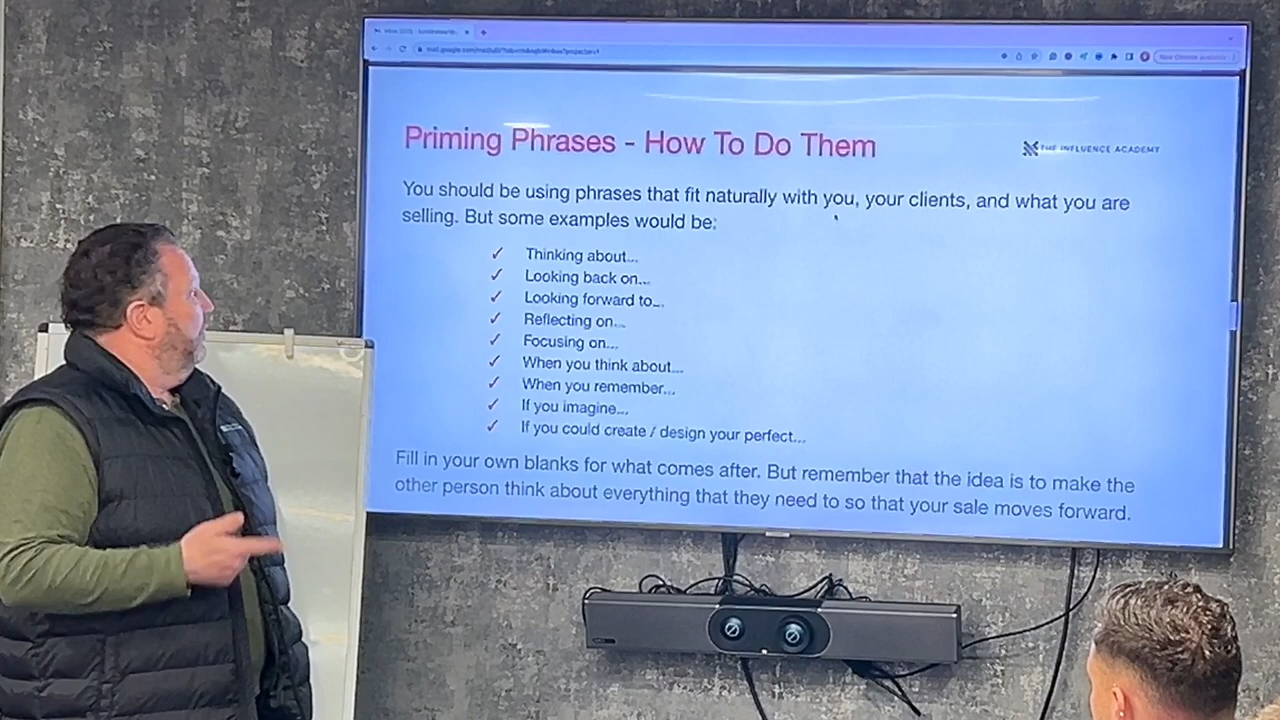 New Chrome available
Priming Phrases - How To Do Them
THE INFLUENCE ACADEMY
You should be using phrases that fit naturally with you, your clients, and what you are
selling. But some examples would be:
✓ Thinking about...
✓ Looking back on...
✓ Looking forward to...
✓ Reflecting on...
✓ Focusing on...
✓ When you think about...
✓ When you remember...
✓ If you imagine...
✓ If you could create / design your perfect...
Fill in your own blanks for what comes after. But remember that the idea is to make the
other person think about everything that they need to so that your sale moves forward.